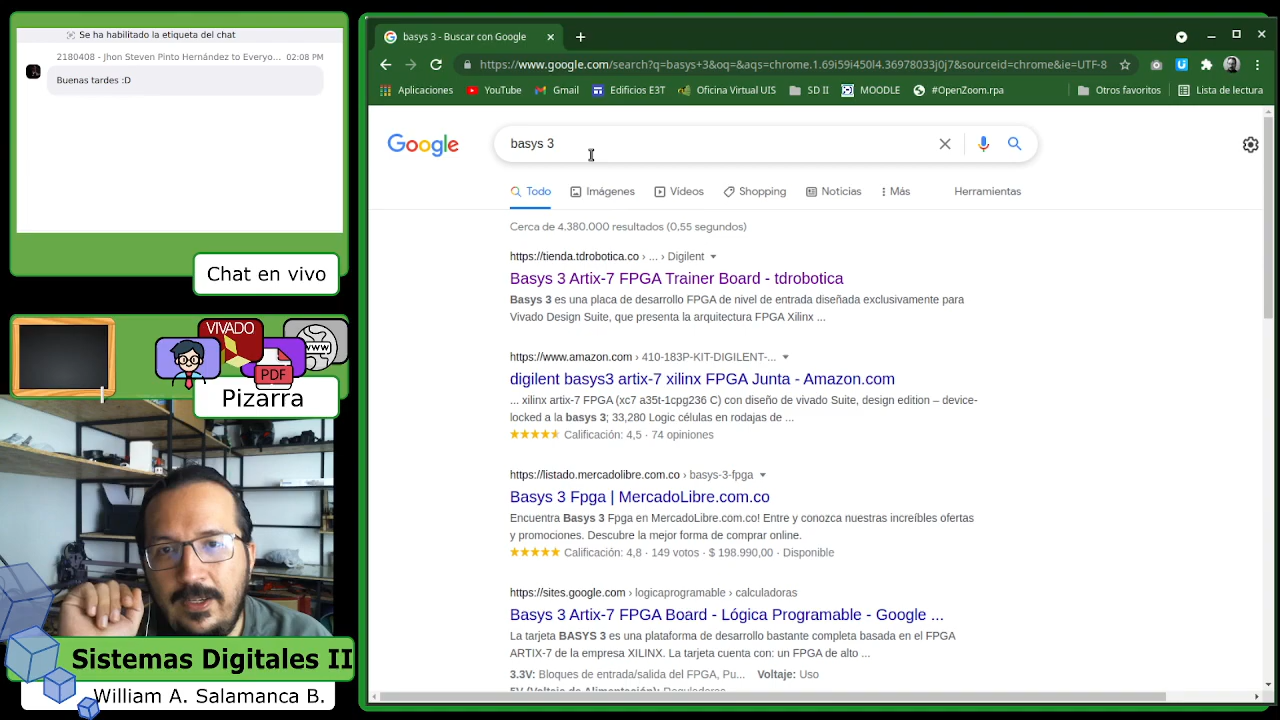 Se ha habilitado la etiqueta del chat
2180408 - Jhon Steven Pinto Hernández to Everyo... 02:08 PM
Buenas tardes :D
Chat en vivo
VIVADO
WWW
PDF
Pizarra
Sistemas Digitales II
William A. Salamanca B.
basys 3 - Buscar con Google
https://www.google.com/search?q=basys+3&oq=&aqs=chrome.1.69i59i450l4.36978033j0j7&sourceid=chrome&ie=UTF-8
Aplicaciones YouTube Gmail Edificios E3T Oficina Virtual UIS SD II MOODLE #OpenZoom.rpa Otros favoritos Lista de lectura
Google
basys 3
Todo Imágenes Vídeos Shopping Noticias Más Herramientas
Cerca de 4.380.000 resultados (0,55 segundos)
https://tienda.tdrobotica.co › ... › Digilent
Basys 3 Artix-7 FPGA Trainer Board - tdrobotica
Basys 3 es una placa de desarrollo FPGA de nivel de entrada diseñada exclusivamente para
Vivado Design Suite, que presenta la arquitectura FPGA Xilinx ...
https://www.amazon.com › 410-183P-KIT-DIGILENT-...
digilent basys3 artix-7 xilinx FPGA Junta - Amazon.com
... xilinx artix-7 FPGA (xc7 a35t-1cpg236 C) con diseño de vivado Suite, design edition – device-
locked a la basys 3; 33,280 Logic células en rodajas de ...
Calificación: 4,5 · 74 opiniones
https://listado.mercadolibre.com.co › basys-3-fpga
Basys 3 Fpga | MercadoLibre.com.co
Encuentra Basys 3 Fpga en MercadoLibre.com.co! Entre y conozca nuestras increíbles ofertas
y promociones. Descubre la mejor forma de comprar online.
Calificación: 4,8 · 149 votos · $ 198.990,00 · Disponible
https://sites.google.com › logicaprogramable › calculadoras
Basys 3 Artix-7 FPGA Board - Lógica Programable - Google ...
La tarjeta BASYS 3 es una plataforma de desarrollo bastante completa basada en el FPGA
ARTIX-7 de la empresa XILINX. La tarjeta cuenta con: un FPGA de alto ...
3.3V: Bloques de entrada/salida del FPGA, Pu... Voltaje: Uso
5V (Voltaje de Alimentación): Reguladores